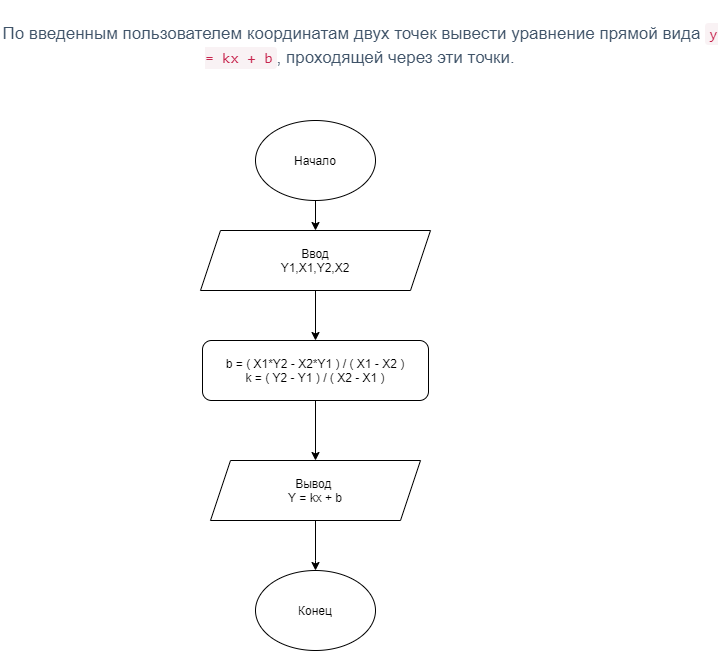 По введенным пользователем координатам двух точек вывести уравнение прямой вида y
= kx + b, проходящей через эти точки.
Начало
Ввод
Y1,X1,Y2,X2
b = ( X1*Y2 - X2*Y1 ) / ( X1 - X2 )
k = ( Y2 - Y1 ) / ( X2 - X1 )
Вывод
Y = kx + b
Конец